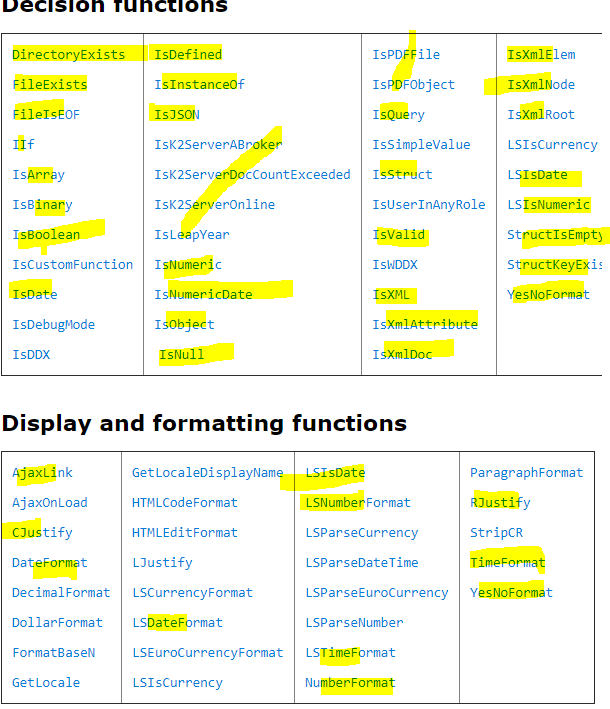 Decision functions
DirectoryExists
FileExists
FileIsEOF
IIf
IsArray
IsBinary
IsBoolean
IsCustomFunction
IsDate
IsDebugMode
IsDDX
IsDefined
IsInstanceOf
IsJSON
IsK2ServerABroker
IsK2ServerDocCountExceeded
IsK2ServerOnline
IsLeapYear
IsNumeric
IsNumericDate
IsObject
IsNull
IsPDFFile
IsPDFObject
IsQuery
IsSimpleValue
IsStruct
IsUserInAnyRole
IsValid
IsWDDX
IsXML
IsXmlAttribute
IsXmlDoc
IsXmlElem
IsXmlNode
IsXmlRoot
LSIsCurrency
LSIsDate
LSIsNumeric
StructIsEmpty
StructKeyExis
YesNoFormat
Display and formatting functions
AjaxLink
AjaxOnLoad
CJustify
DateFormat
DecimalFormat
DollarFormat
FormatBaseN
GetLocale
GetLocaleDisplayName
HTMLCodeFormat
HTMLEditFormat
LJustify
LSCurrencyFormat
LSDateFormat
LSEuroCurrencyFormat
LSIsCurrency
LSIsDate
LSNumberFormat
LSParseCurrency
LSParseDateTime
LSParseEuroCurrency
LSParseNumber
LSTimeFormat
NumberFormat
ParagraphFormat
RJustify
StripCR
TimeFormat
YesNoFormat